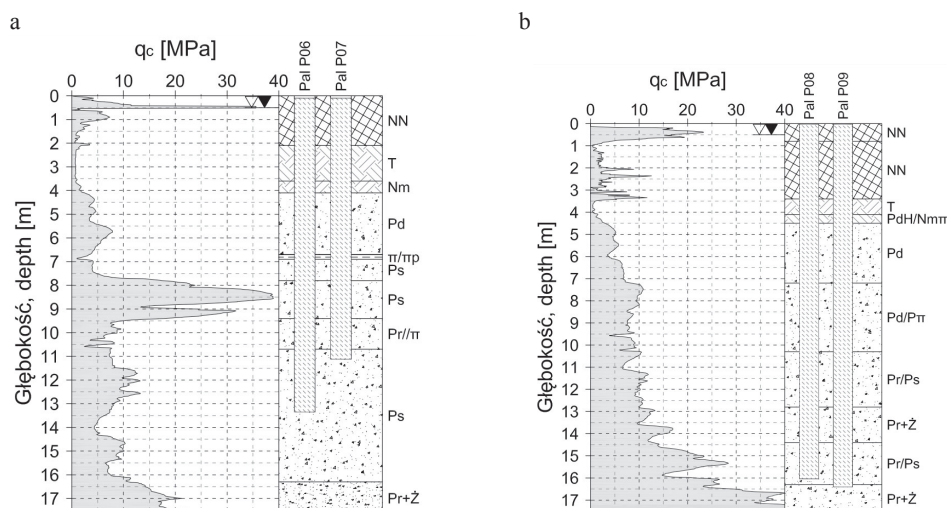 a
qc [MPa]
0 10 20 30 40
Pal P06
Pal P07
Głębokość, depth [m]
0
1
2
3
4
5
6
7
8
9
10
11
12
13
14
15
16
17
NN
T
Nm
Pd
π/πp
Ps
Ps
Pr//π
Ps
Pr+Ż
b
qc [MPa]
0 10 20 30 40
Pal P08
Pal P09
Głębokość, depth [m]
0
1
2
3
4
5
6
7
8
9
10
11
12
13
14
15
16
17
NN
NN
T
PdH/Nmπ
Pd
Pd/Pπ
Pr/Ps
Pr+Ż
Pr/Ps
Pr+Ż